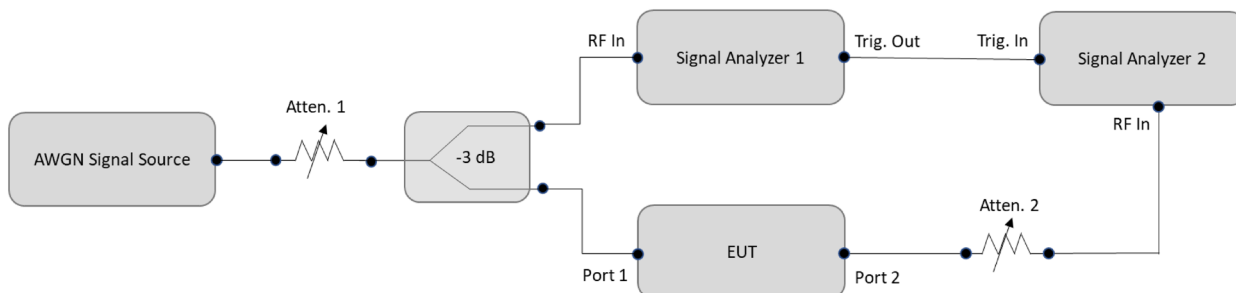 RF In
Signal Analyzer 1
Trig. Out
Trig. In
Signal Analyzer 2
Atten. 1
RF In
AWGN Signal Source
-3 dB
Atten. 2
EUT
Port 1
Port 2